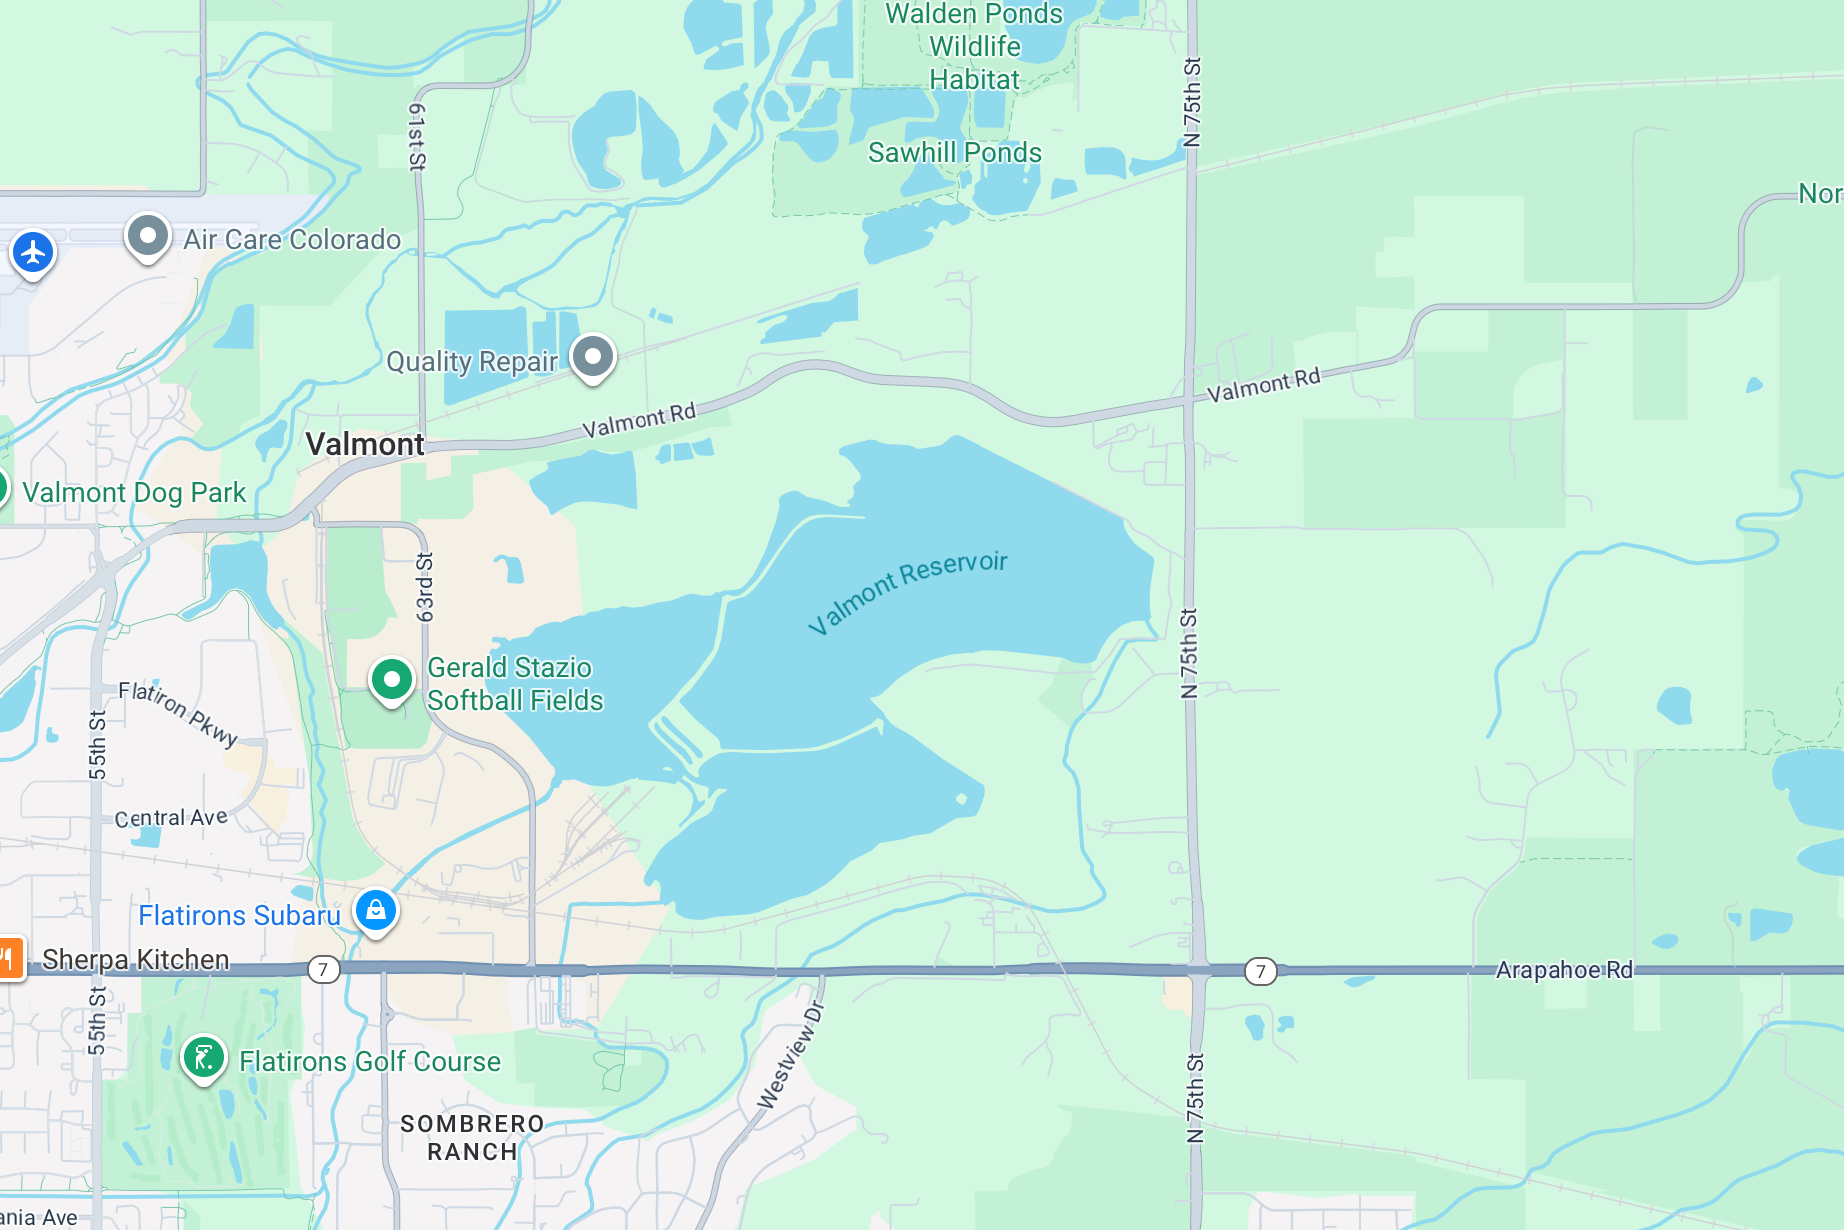 Walden Ponds
Wildlife
Habitat
N 75th St
61st St
Sawhill Ponds
Nor
Air Care Colorado
Quality Repair
Valmont Rd
Valmont Rd
Valmont
Valmont Dog Park
63rd St
Valmont Reservoir
N 75th St
Gerald Stazio
Softball Fields
Flatiron Pkwy
55th St
Central Ave
Flatirons Subaru
Sherpa Kitchen
7
7
Arapahoe Rd
55th St
Westview Dr
Flatirons Golf Course
N 75th St
SOMBRERO
RANCH
ania Ave